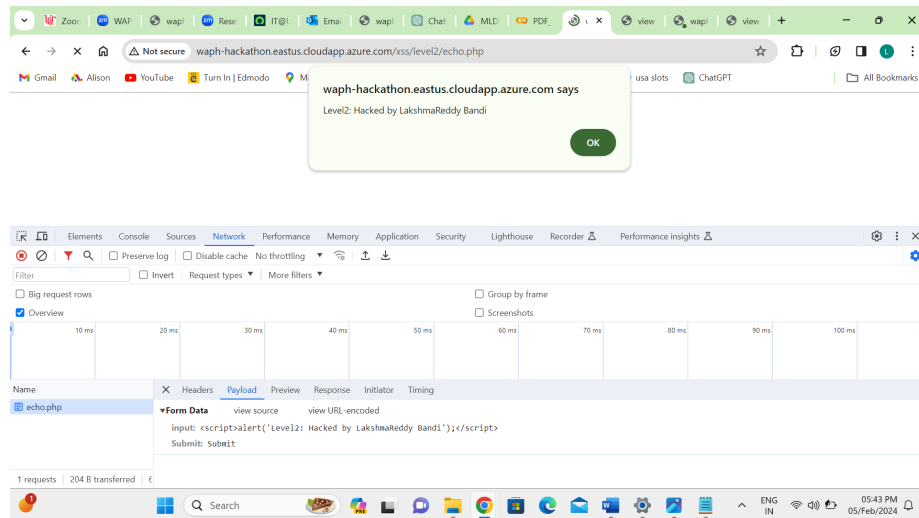 Zoon
WAP
wapl
Rese
IT@U
Emai
wapl
Chat
MLD
PDF_
view
wapl
view
Not secure
waph-hackathon.eastus.cloudapp.azure.com/xss/level2/echo.php
L
Gmail
Alison
YouTube
Turn In | Edmodo
M
usa slots
ChatGPT
All Bookmarks
waph-hackathon.eastus.cloudapp.azure.com says
Level2: Hacked by LakshmaReddy Bandi
OK
Elements Console Sources Network Performance Memory Application Security Lighthouse Recorder Performance insights
Preserve log Disable cache No throttling
Filter Invert Request types More filters
Big request rows Group by frame
Overview Screenshots
10 ms 20 ms 30 ms 40 ms 50 ms 60 ms 70 ms 80 ms 90 ms 100 ms
Name Headers Payload Preview Response Initiator Timing
echo.php Form Data view source view URL-encoded
input: <script>alert('Level2: Hacked by LakshmaReddy Bandi');</script>
Submit: Submit
1 requests 204 B transferred
1
Search
PRE
ENG
IN
05:43 PM
05/Feb/2024